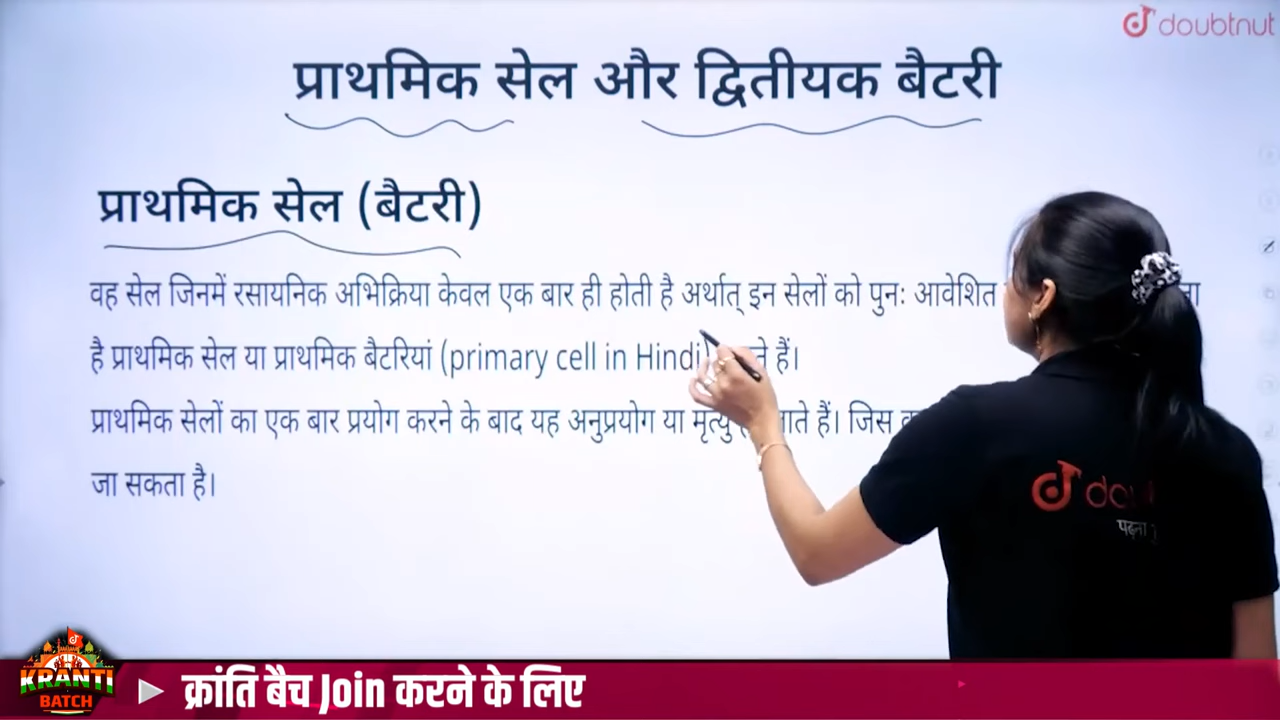 doubtnut
प्राथमिक सेल और द्वितीयक बैटरी
प्राथमिक सेल (बैटरी)
वह सेल जिनमें रसायनिक अभिक्रिया केवल एक बार ही होती है अर्थात् इन सेलों को पुनः आवेशित
है प्राथमिक सेल या प्राथमिक बैटरियां (primary cell in Hindi) हैं।
प्राथमिक सेलों का एक बार प्रयोग करने के बाद यह अनुप्रयोग या मृत्यु हैं। जिस
जा सकता है।
KRANTI
BATCH
क्रांति बैच Join करने के लिए